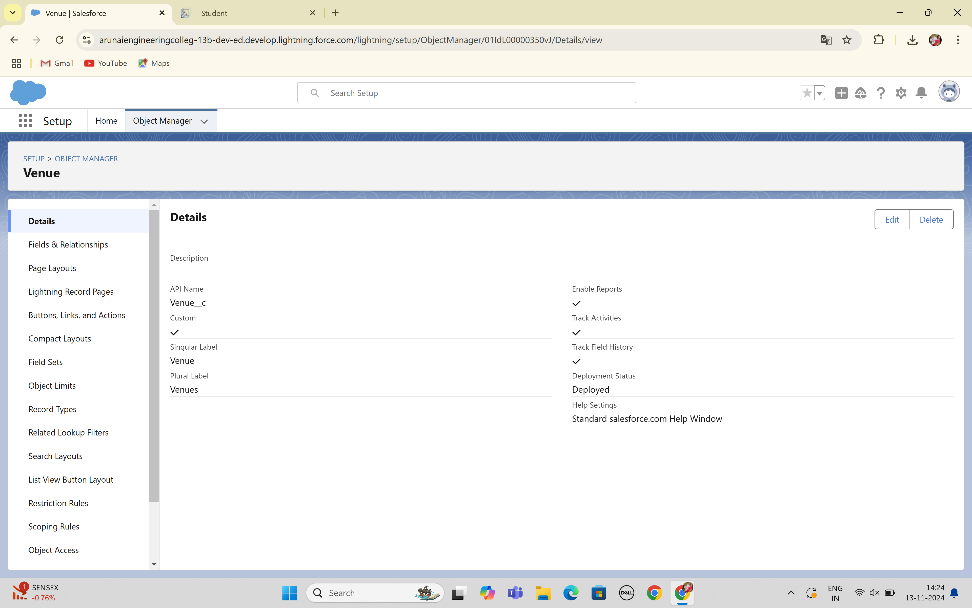 Venue | Salesforce
Student
arunaiengineeringcolleg-13b-dev-ed.develop.lightning.force.com/lightning/setup/ObjectManager/01IdL00000350vJ/Details/view
Gmail
YouTube
Maps
Search Setup
Setup
Home
Object Manager
SETUP > OBJECT MANAGER
Venue
Details
Fields & Relationships
Page Layouts
Lightning Record Pages
Buttons, Links, and Actions
Compact Layouts
Field Sets
Object Limits
Record Types
Related Lookup Filters
Search Layouts
List View Button Layout
Restriction Rules
Scoping Rules
Object Access
Details
Edit
Delete
Description
API Name
Venue__c
Custom
Singular Label
Venue
Plural Label
Venues
Enable Reports
Track Activities
Track Field History
Deployment Status
Deployed
Help Settings
Standard salesforce.com Help Window
1
SENSEX
-0.76%
Search
DELL
ENG
IN
14:24
13-11-2024